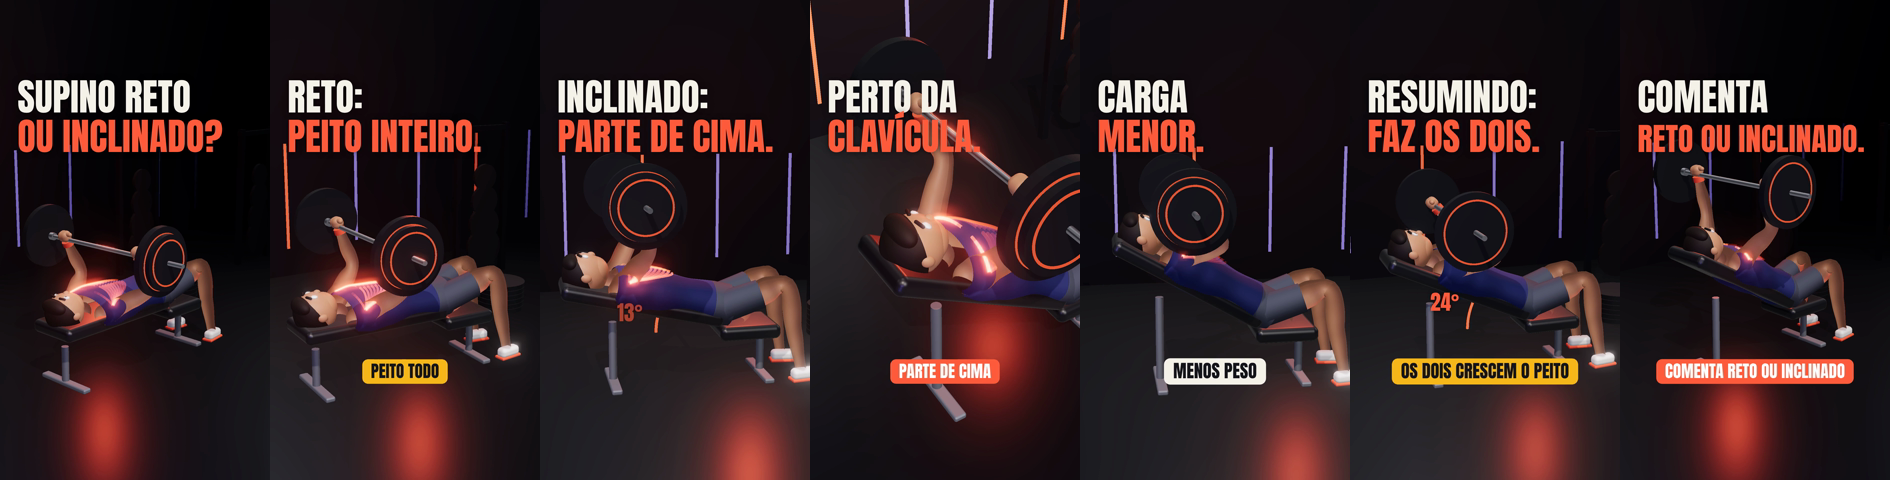 SUPINO RETO
OU INCLINADO?
RETO:
PEITO INTEIRO.
PEITO TODO
INCLINADO:
PARTE DE CIMA.
13°
PERTO DA
CLAVÍCULA.
PARTE DE CIMA
CARGA
MENOR.
MENOS PESO
RESUMINDO:
FAZ OS DOIS.
24°
OS DOIS CRESCEM O PEITO
COMENTA
RETO OU INCLINADO.
COMENTA RETO OU INCLINADO